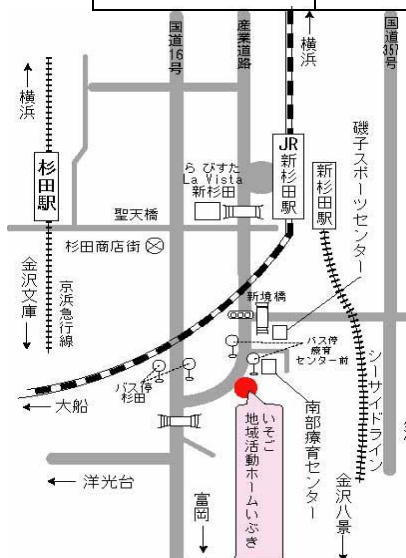 国道16号
産業道路
横浜
国道357号
横浜
杉田駅
JR新杉田駅
新杉田駅
磯子スポーツセンター
らびすた
La Vista
新杉田
聖天橋
杉田商店街
金沢文庫
京浜急行線
新境橋
バス停
療育
センター前
バス停
杉田
シーサイドライン
大船
いそご
地域活動ホームいぶき
南部療育センター
洋光台
富岡
金沢八景